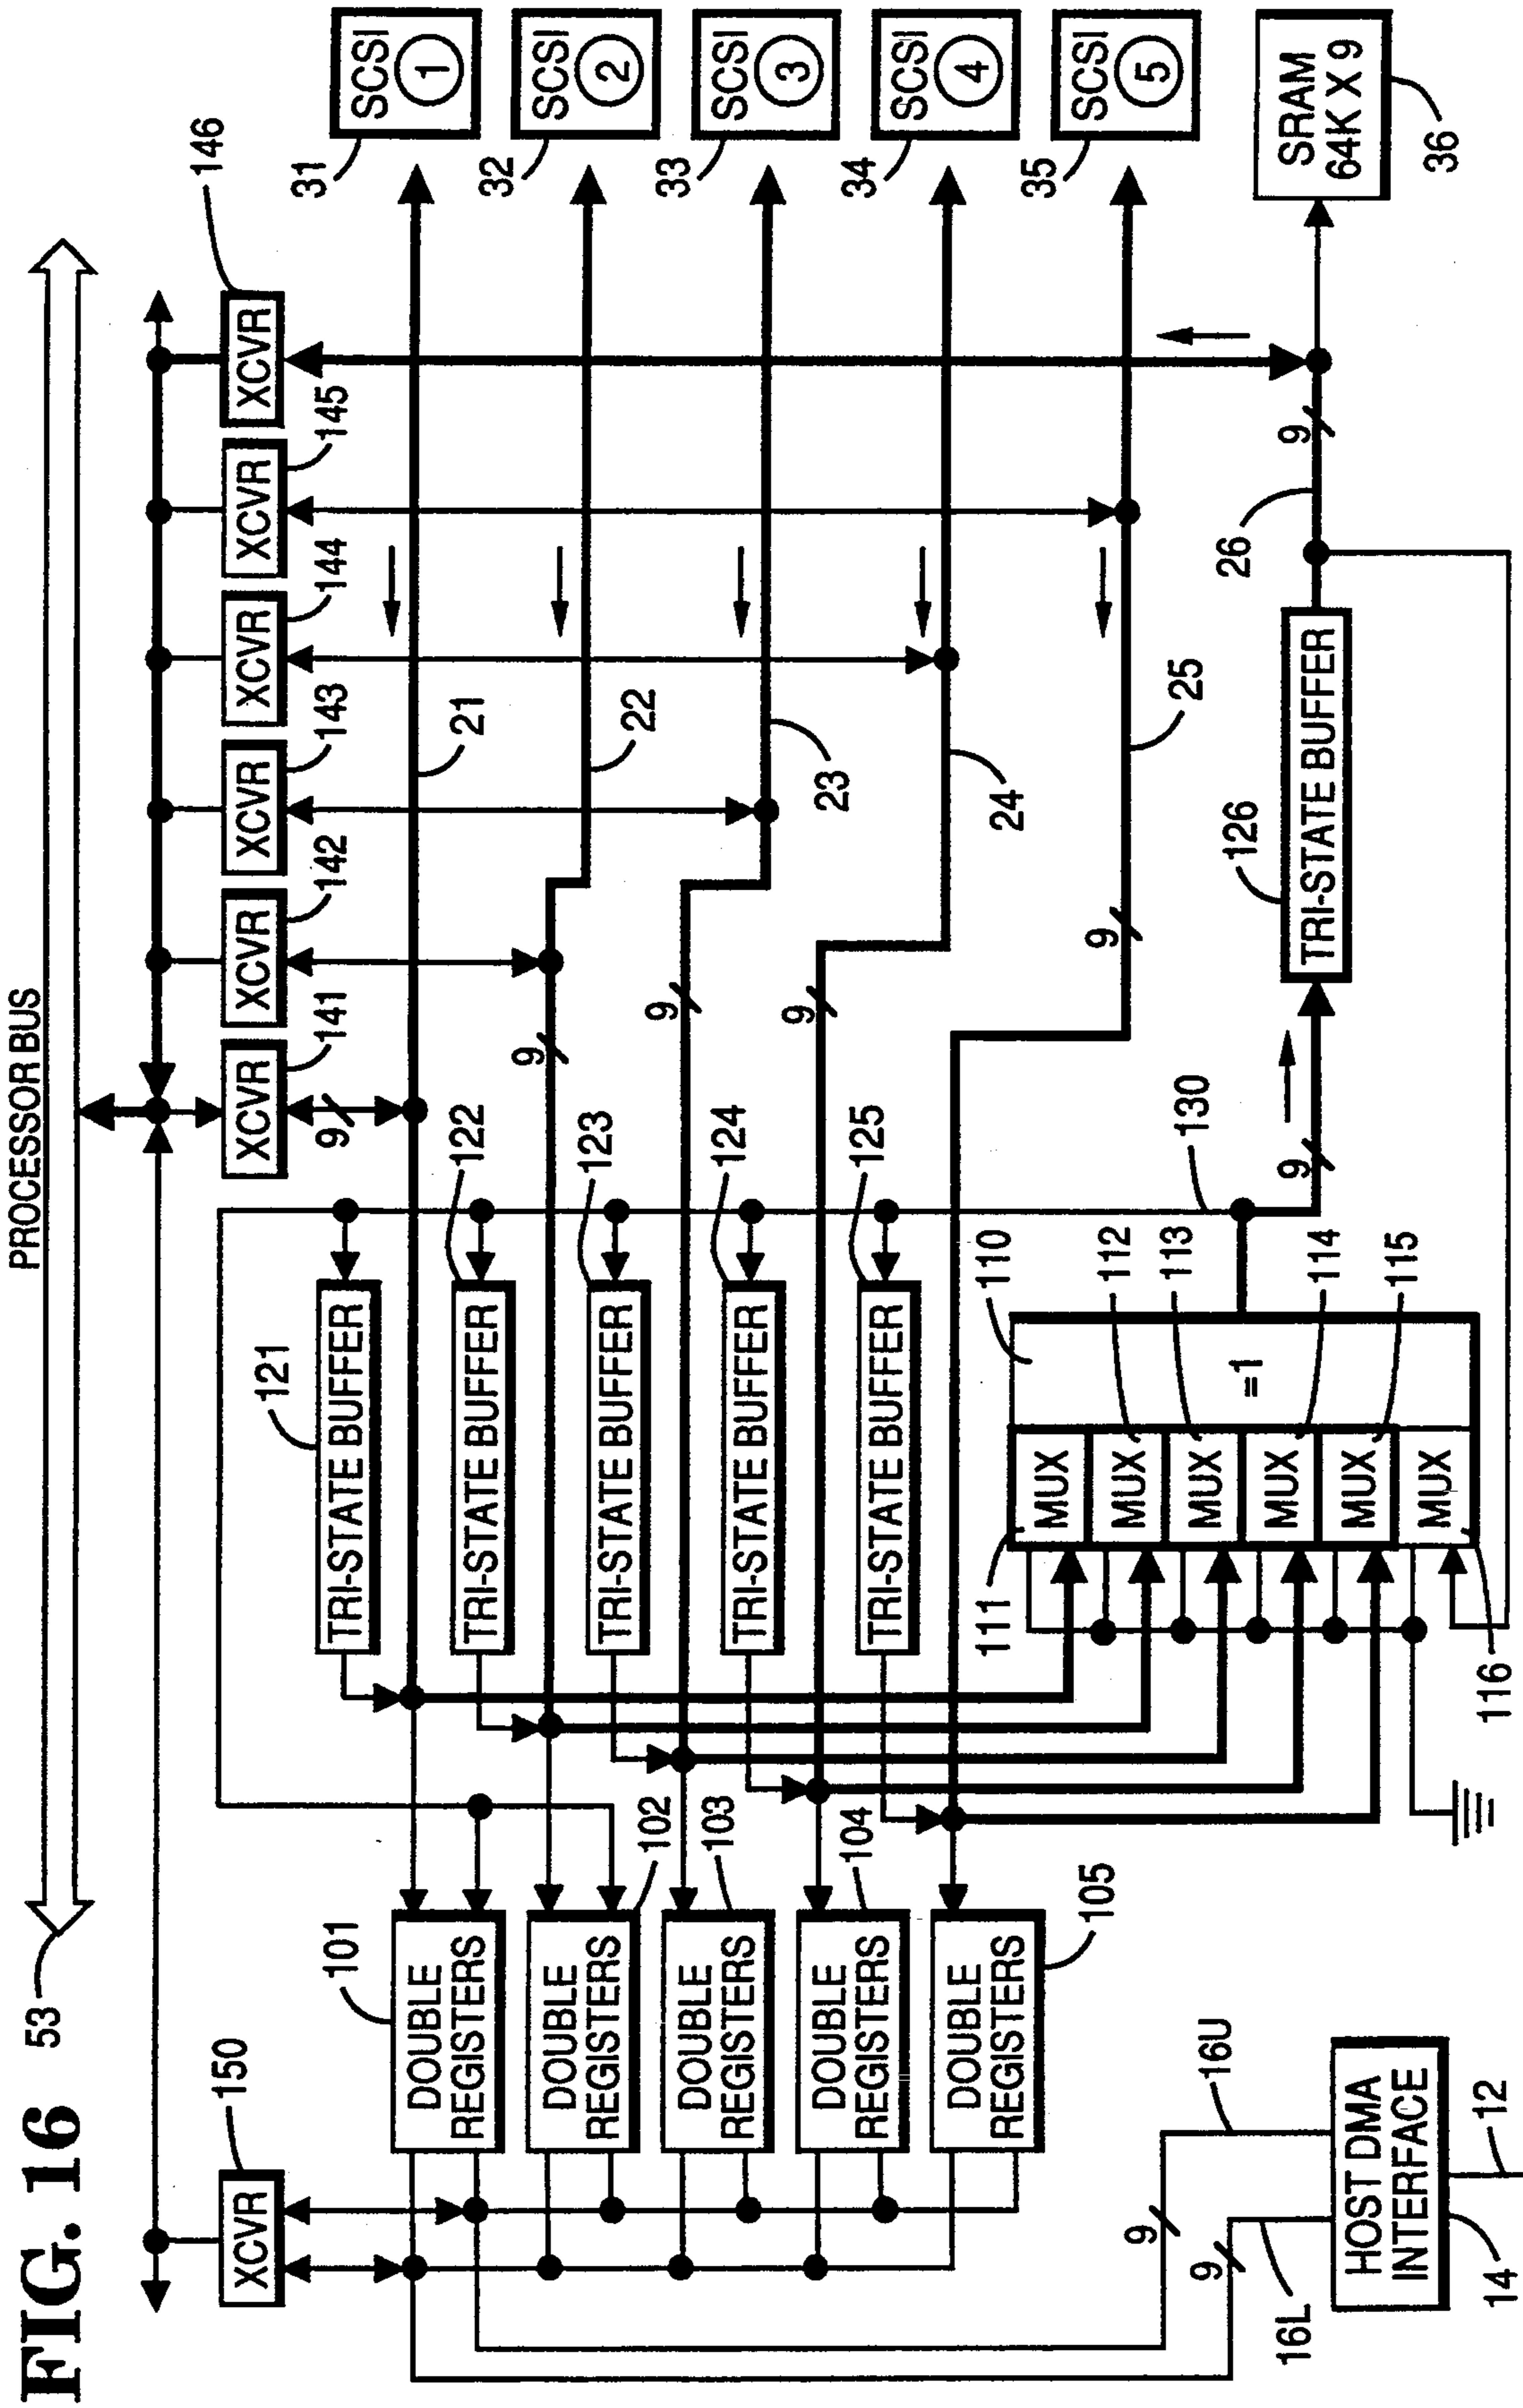 FIG. 16
53
PROCESSOR BUS
150
XCVR
XCVR
141
XCVR
142
XCVR
143
XCVR
144
XCVR
145
XCVR
146
9
101
DOUBLE
REGISTERS
DOUBLE
REGISTERS
102
DOUBLE
REGISTERS
103
DOUBLE
REGISTERS
104
DOUBLE
REGISTERS
105
121
TRI-STATE BUFFER
TRI-STATE BUFFER
122
TRI-STATE BUFFER
123
TRI-STATE BUFFER
124
TRI-STATE BUFFER
125
21
22
23
24
25
9
9
9
9
31
SCSI
1
32
SCSI
2
33
SCSI
3
34
SCSI
4
35
SCSI
5
110
111
MUX
MUX
112
MUX
113
MUX
114
MUX
115
MUX
116
=1
130
9
126
TRI-STATE BUFFER
26
9
SRAM
64K X 9
36
16U
9
16L
9
HOST DMA
INTERFACE
14
12